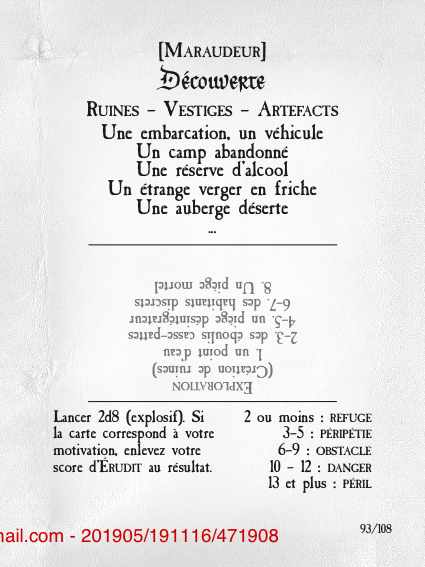 [Maraudeur]
Découverte
Ruines – Vestiges – Artefacts
Une embarcation, un véhicule
Un camp abandonné
Une réserve d'alcool
Un étrange verger en friche
Une auberge déserte
...
Exploration
(Création de ruines)
1. un point d'eau
2-3. des éboulis casse-pattes
4-5. un piège désintégrateur
6-7. des habitants discrets
8. Un piège mortel
Lancer 2d8 (explosif). Si
la carte correspond à votre
motivation, enlevez votre
score d'Érudit au résultat.
2 ou moins : refuge
3-5 : péripétie
6-9 : obstacle
10 – 12 : danger
13 et plus : péril
93/108
nail.com - 201905/191116/471908